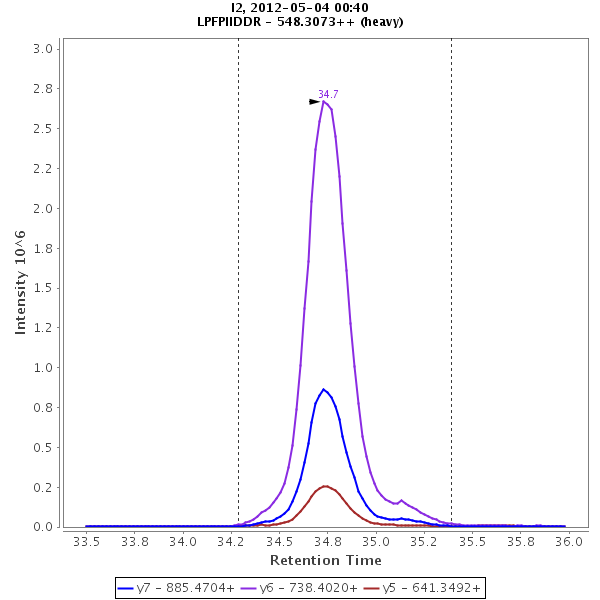 I2, 2012-05-04 00:40
LPFPIIDDR - 548.3073++ (heavy)
34.7
3.0
2.8
2.5
2.2
2.0
1.8
1.5
1.2
1.0
0.8
0.5
0.2
0.0
Intensity 10^6
33.5 33.8 34.0 34.2 34.5 34.8 35.0 35.2 35.5 35.8 36.0
Retention Time
y7 - 885.4704+ y6 - 738.4020+ y5 - 641.3492+